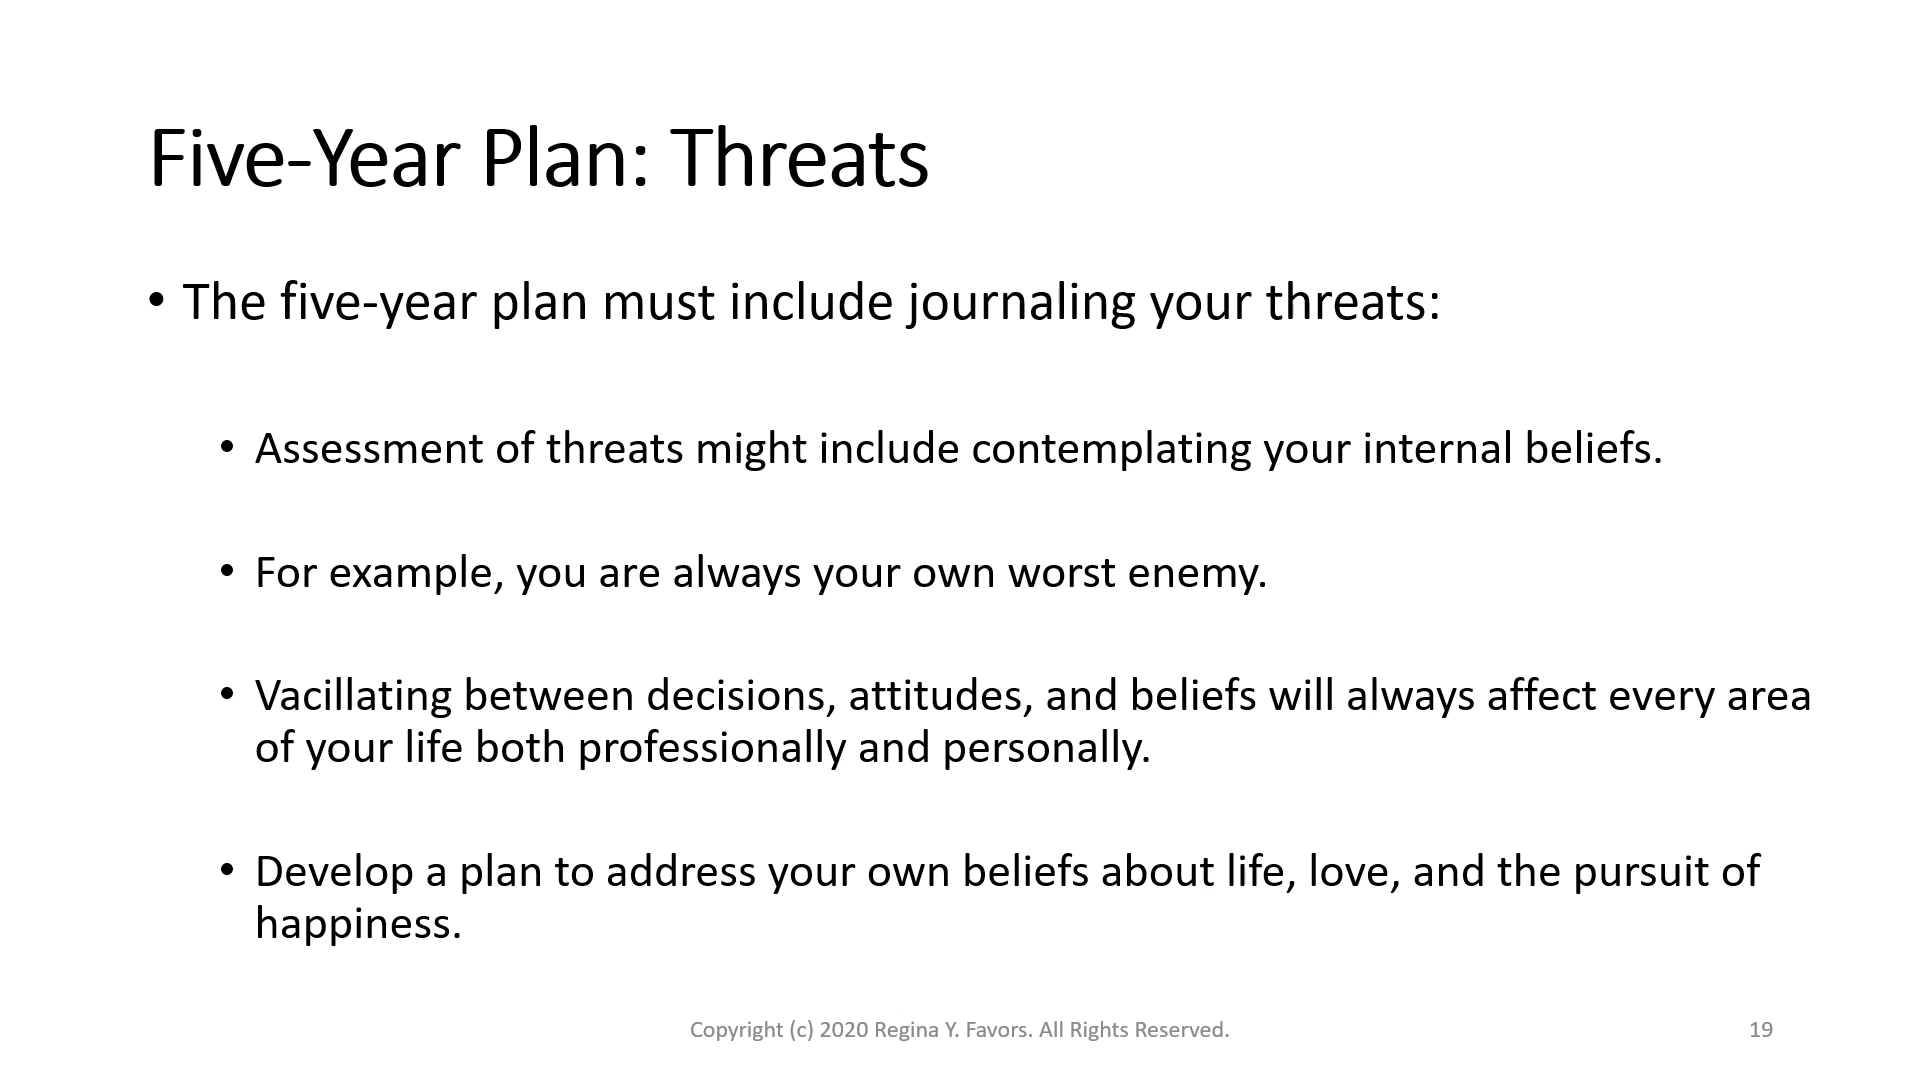 Five-Year Plan: Threats
• The five-year plan must include journaling your threats:
• Assessment of threats might include contemplating your internal beliefs.
• For example, you are always your own worst enemy.
• Vacillating between decisions, attitudes, and beliefs will always affect every area
of your life both professionally and personally.
• Develop a plan to address your own beliefs about life, love, and the pursuit of
happiness.
Copyright (c) 2020 Regina Y. Favors. All Rights Reserved.
19